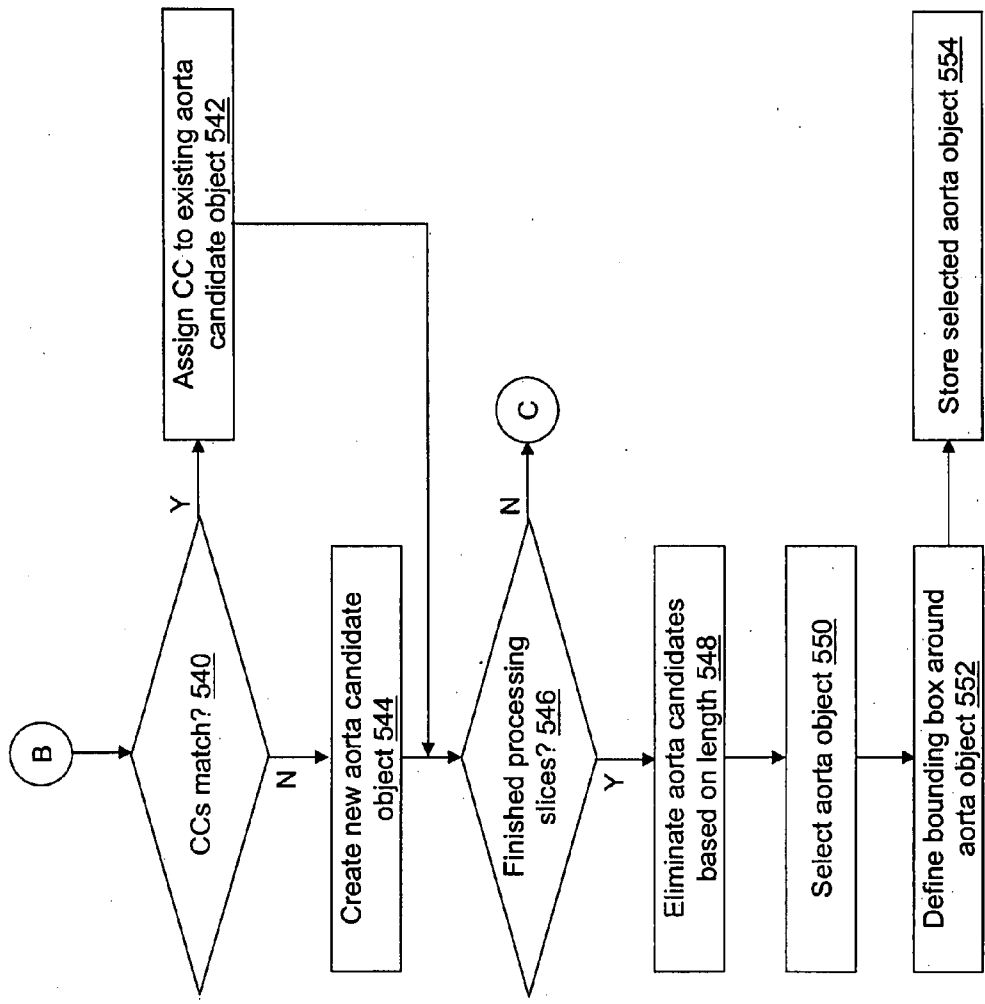 B
CCs match? 540
Y
Assign CC to existing aorta
candidate object 542
N
Create new aorta candidate
object 544
Finished processing
slices? 546
N
C
Y
Eliminate aorta candidates
based on length 548
Select aorta object 550
Define bounding box around
aorta object 552
Store selected aorta object 554